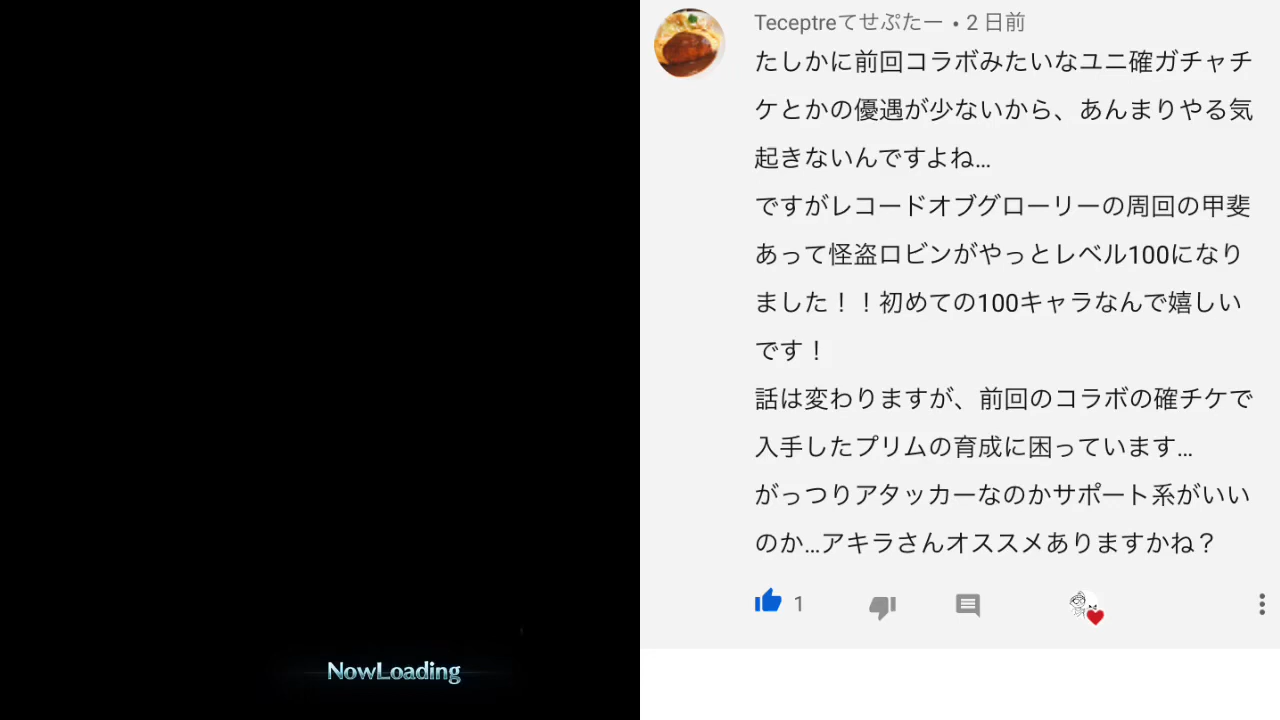 Teceptreてせぷたー • 2 日前
たしかに前回コラボみたいなユニ確ガチャチ
ケとかの優遇が少ないから、あんまりやる気
起きないんですよね...
ですがレコードオブグローリーの周回の甲斐
あって怪盗ロビンがやっとレベル100になり
ました！！初めての100キャラなんで嬉しい
です！
話は変わりますが、前回のコラボの確チケで
入手したプリムの育成に困っています...
がっつりアタッカーなのかサポート系がいい
のか...アキラさんオススメありますかね？
1
NowLoading